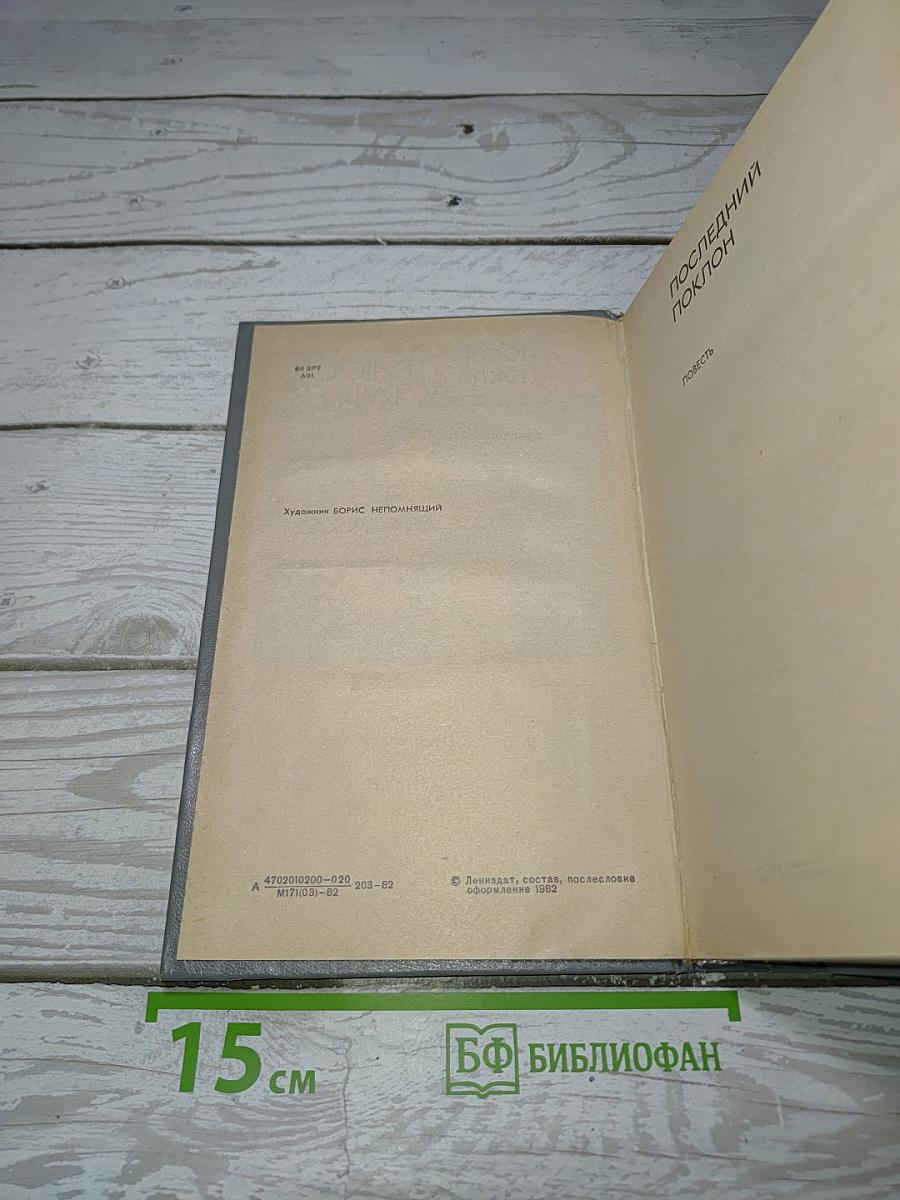 84 3Р7
А91
Художник БОРИС НЕПОМНЯЩИЙ
А 4702010200—020
М171(03)—82
203—82
© Лениздат, состав, послесловие
оформление 1982
ПОСЛЕДНИЙ
ПОКЛОН
ПОВЕСТЬ
15 см
БФ БИБЛИОФАН